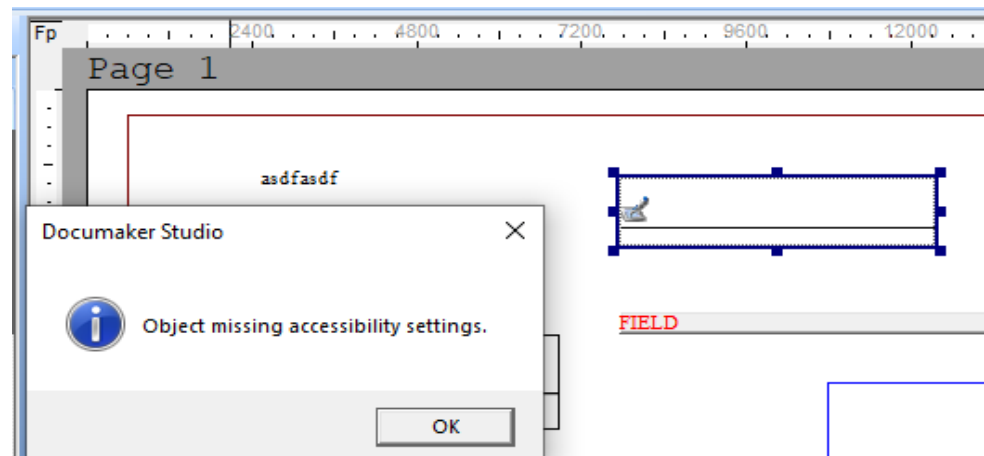 Fp 2400 4800 7200 9600 12000
Page 1
asdfasdf
Documaker Studio
Object missing accessibility settings.
FIELD
OK